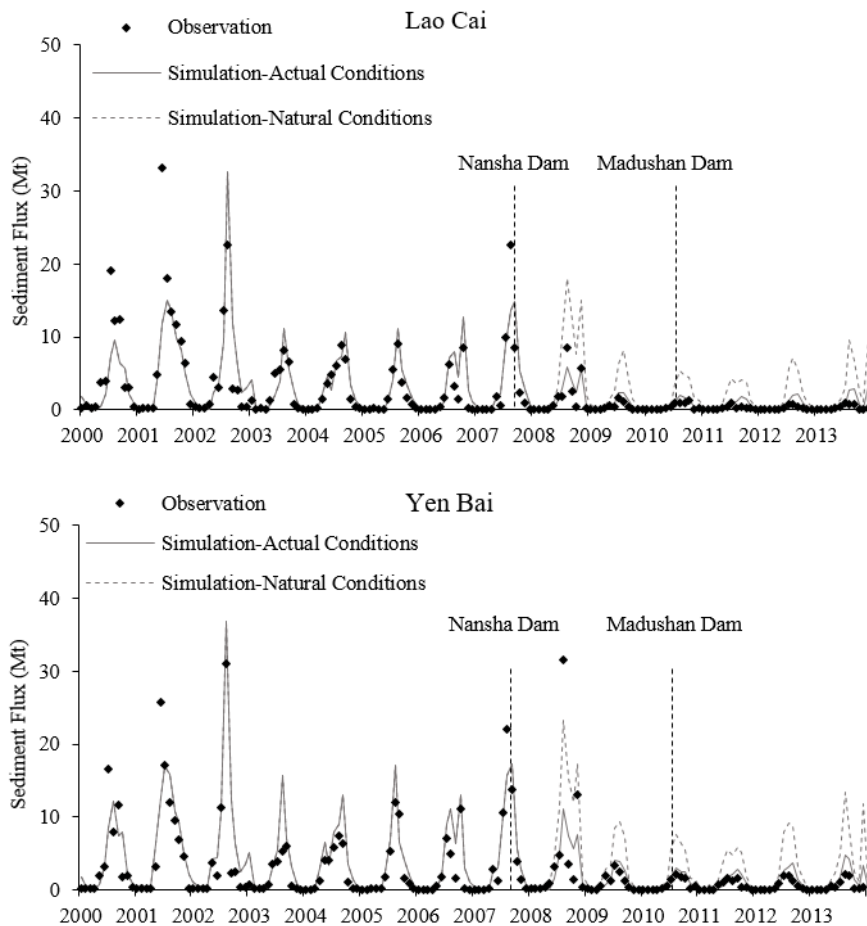 Lao Cai
50
Observation
Simulation-Actual Conditions
40
Simulation-Natural Conditions
Nansha Dam Madushan Dam
30
20
10
0
Sediment Flux (Mt)
2000 2001 2002 2003 2004 2005 2006 2007 2008 2009 2010 2011 2012 2013
Yen Bai
50
Observation
Simulation-Actual Conditions
Simulation-Natural Conditions
40
Nansha Dam Madushan Dam
30
20
10
0
Sediment Flux (Mt)
2000 2001 2002 2003 2004 2005 2006 2007 2008 2009 2010 2011 2012 2013